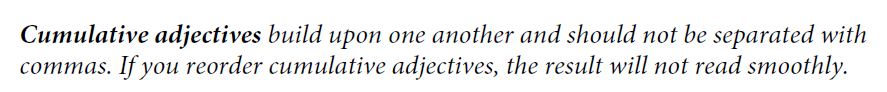 Cumulative adjectives build upon one another and should not be separated with
commas. If you reorder cumulative adjectives, the result will not read smoothly.